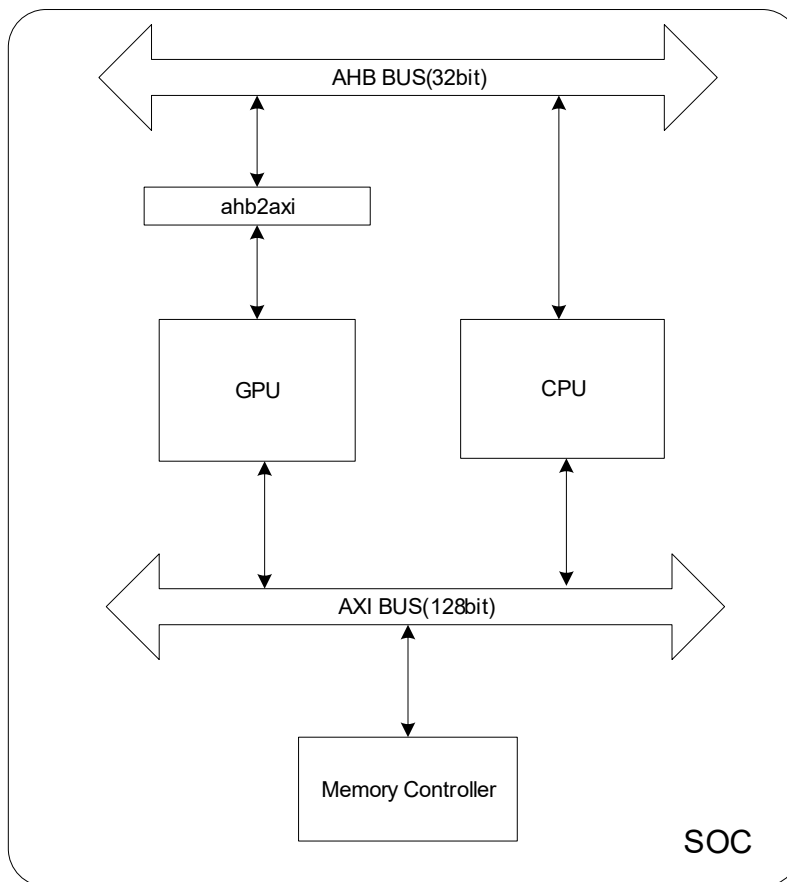 AHB BUS(32bit)
ahb2axi
GPU
CPU
AXI BUS(128bit)
Memory Controller
SOC